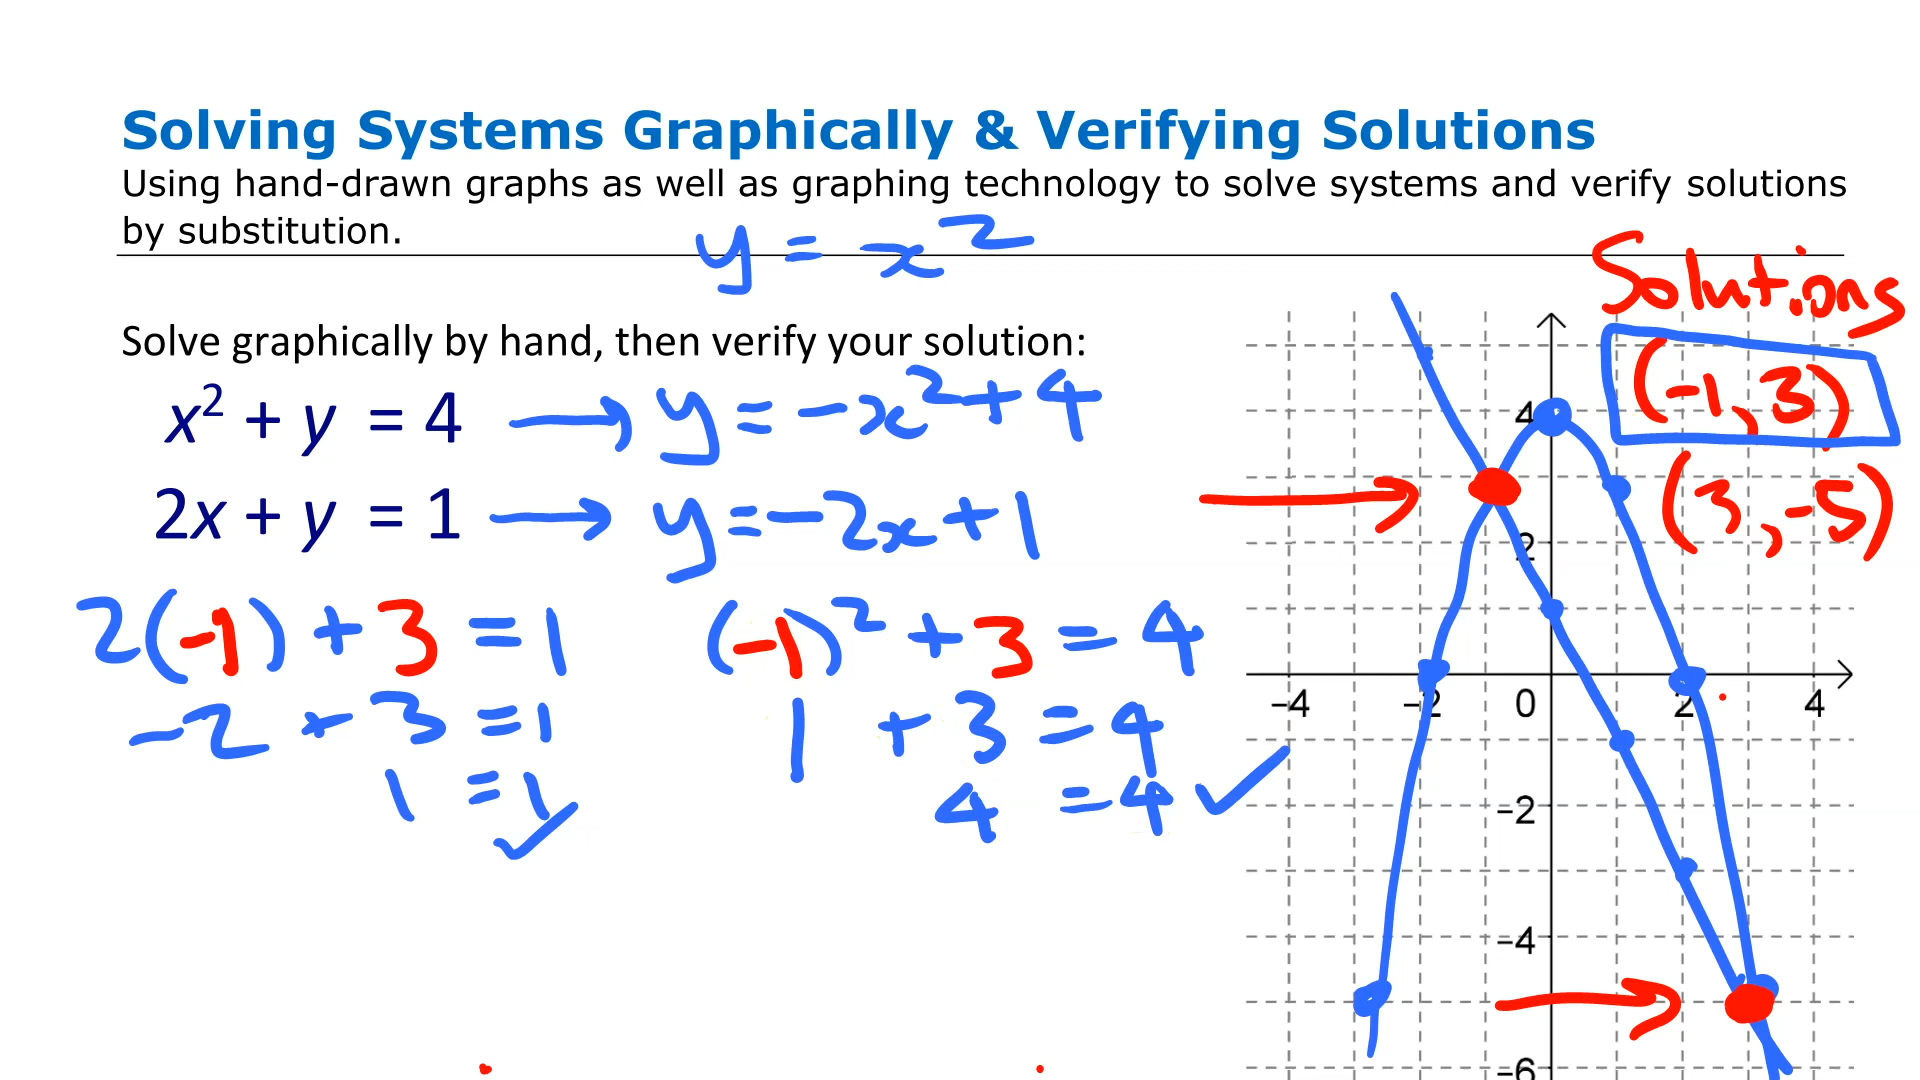 Solving Systems Graphically & Verifying Solutions
Using hand-drawn graphs as well as graphing technology to solve systems and verify solutions
by substitution.
y = x²
Solve graphically by hand, then verify your solution:
x² + y = 4 → y = -x² + 4
2x + y = 1 → y = -2x + 1
2(-1) + 3 = 1
-2 + 3 = 1
1 = 1 ✓
(-1)² + 3 = 4
1 + 3 = 4
4 = 4 ✓
Solutions
(-1, 3)
(3, -5)
4
2
-4 -2 0 2 4
-2
-4
-6